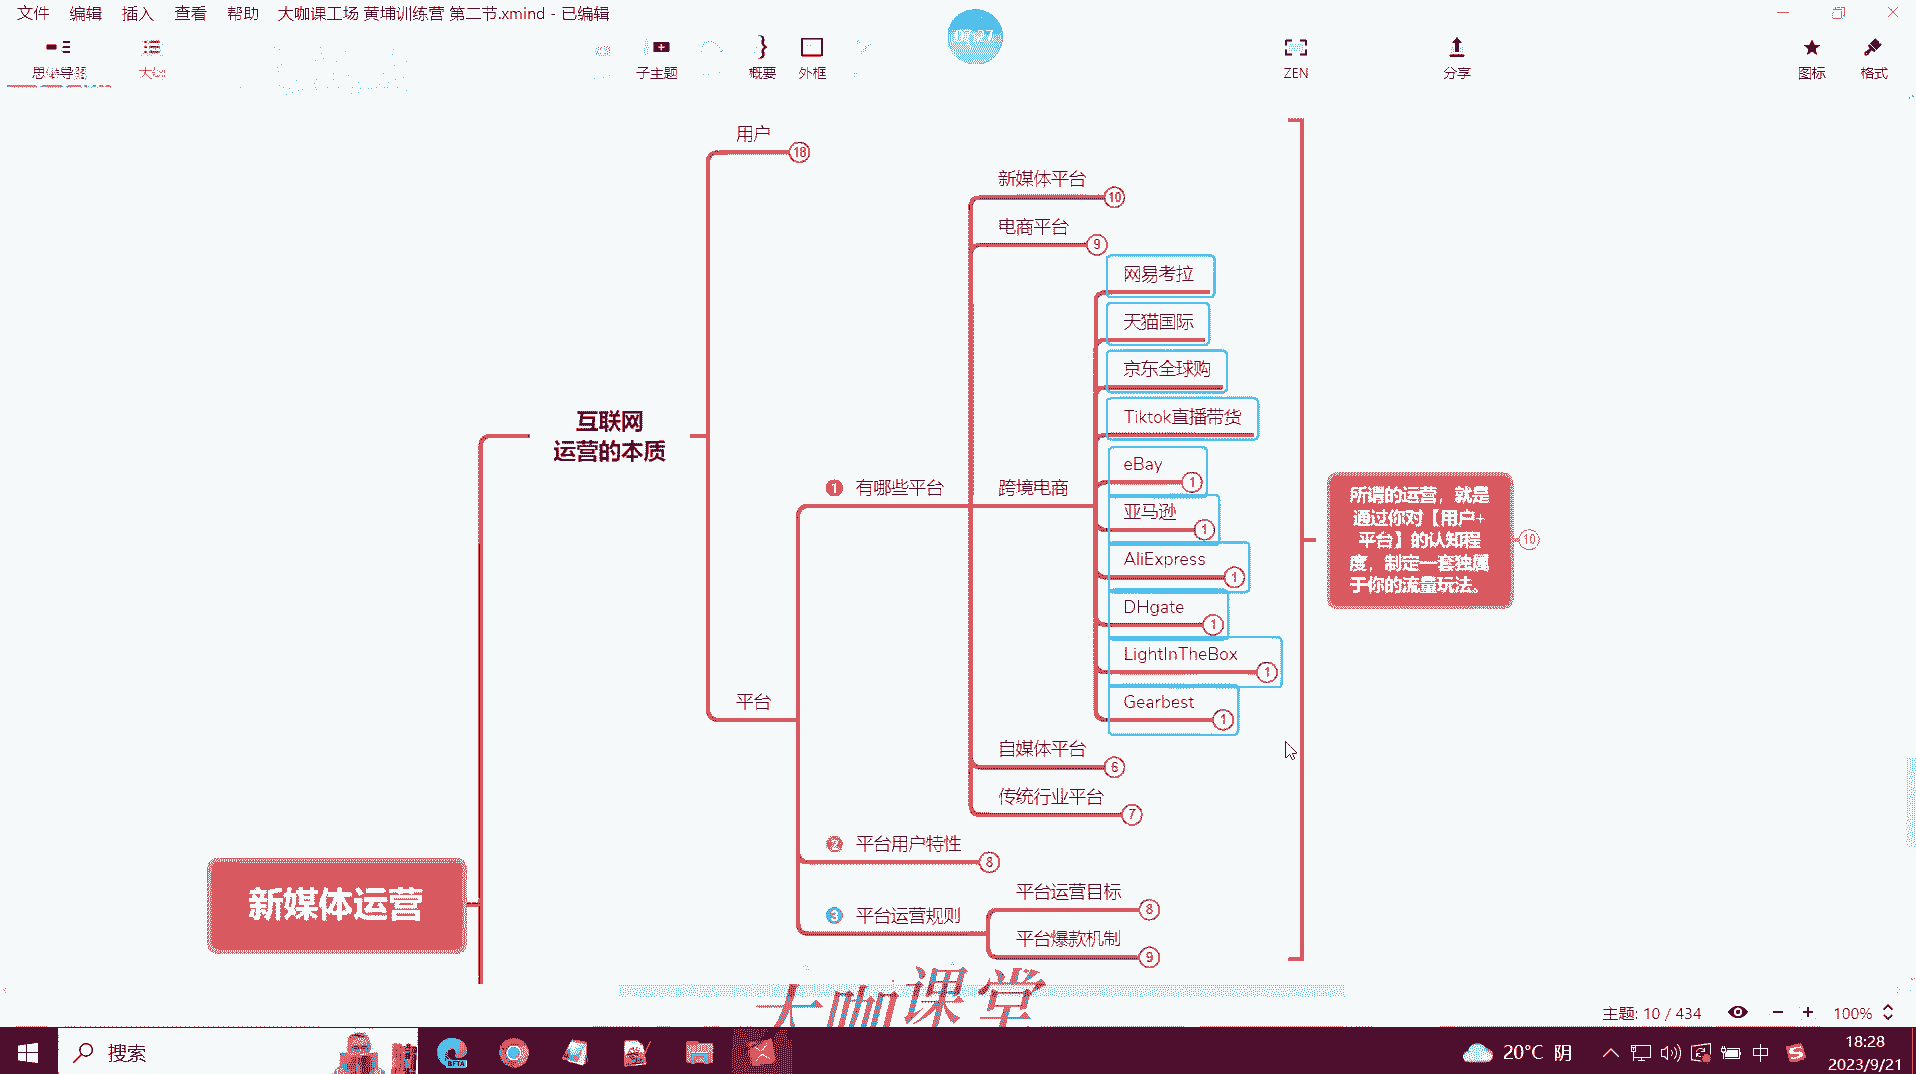 文件 编辑 插入 查看 帮助 大咖课工场 黄埔训练营 第二节.xmind - 已编辑
思维导图
子主题
概要
外框
ZEN
分享
图标
格式
用户
18
新媒体平台
10
电商平台
9
网易考拉
天猫国际
京东全球购
Tiktok直播带货
互联网
运营的本质
eBay
1
1 有哪些平台
跨境电商
亚马逊
1
AliExpress
1
DHgate
1
LightInTheBox
1
Gearbest
1
所谓的运营，就是
通过你对【用户+
平台】的认知程
度，制定一套独属
于你的流量玩法。
10
平台
自媒体平台
6
传统行业平台
7
2 平台用户特性
8
新媒体运营
3 平台运营规则
平台运营目标
8
平台爆款机制
9
大咖课堂
主题: 10 / 434
100%
搜索
BETA
20°C 阴
中
18:28
2023/9/21